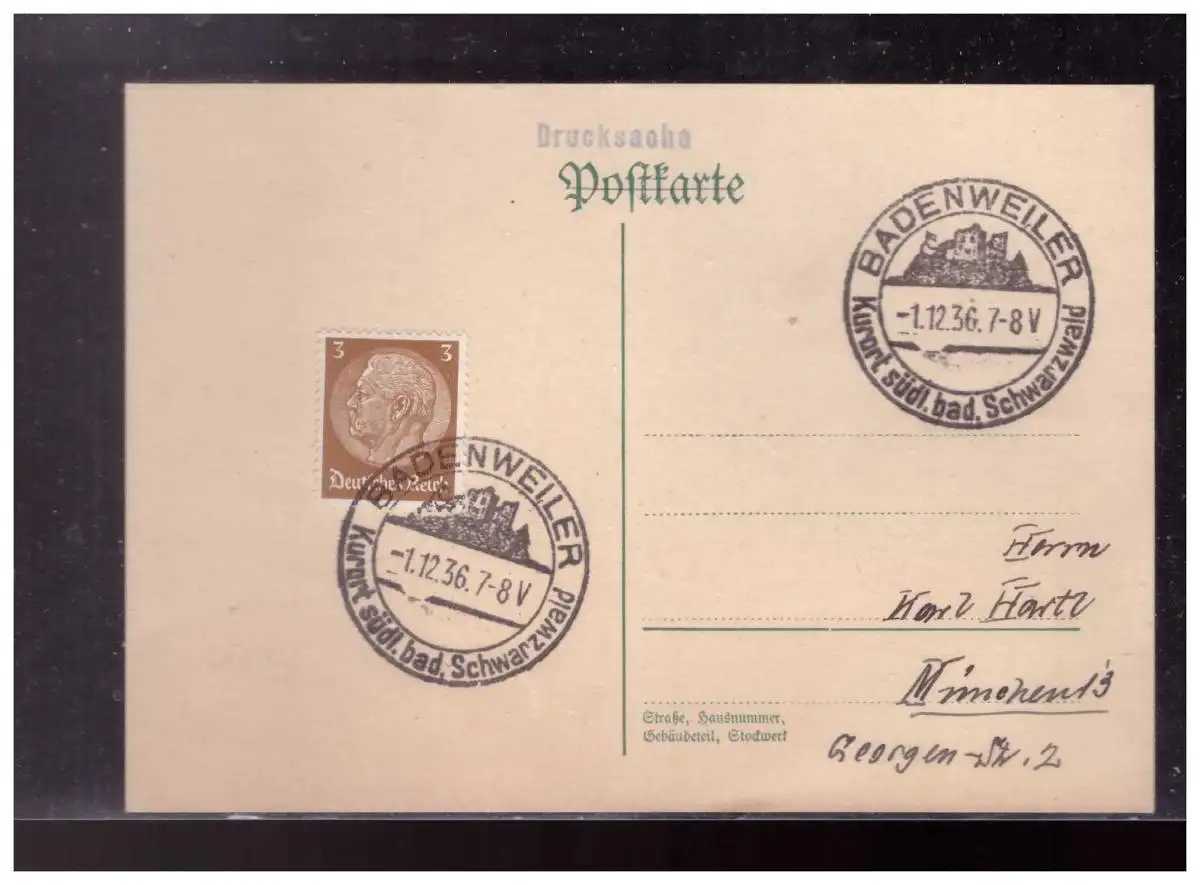 Drucksache
Postkarte
BADENWEILER
-1.12.36.7-8V
Kurort südl. bad. Schwarzwald
3 3
Deutsches Reich
BADENWEILER
-1.12.36.7-8V
Kurort südl. bad. Schwarzwald
Herrn
Karl Hartl
München 13
Straße, Hausnummer,
Gebäudeteil, Stockwerk
Georgen-Str. 2